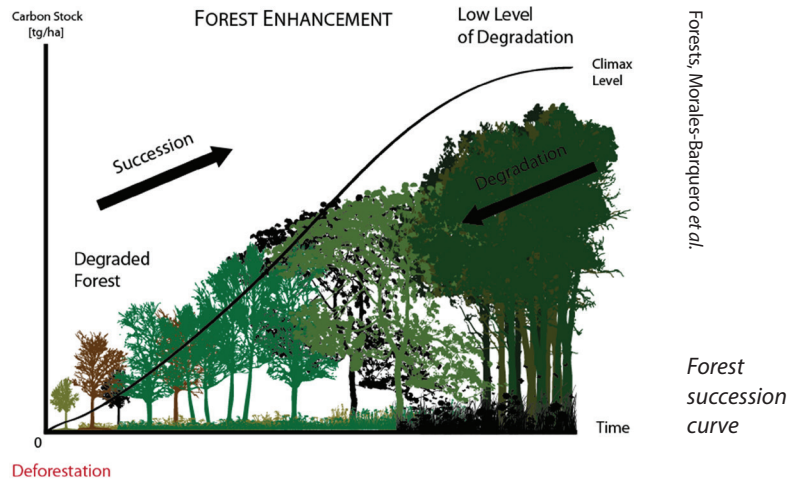 Carbon Stock
[tg/ha]
FOREST ENHANCEMENT
Low Level
of Degradation
Climax
Level
Succession
Degradation
Degraded
Forest
0
Time
Deforestation
Forests, Morales-Barquero et al.
Forest
succession
curve